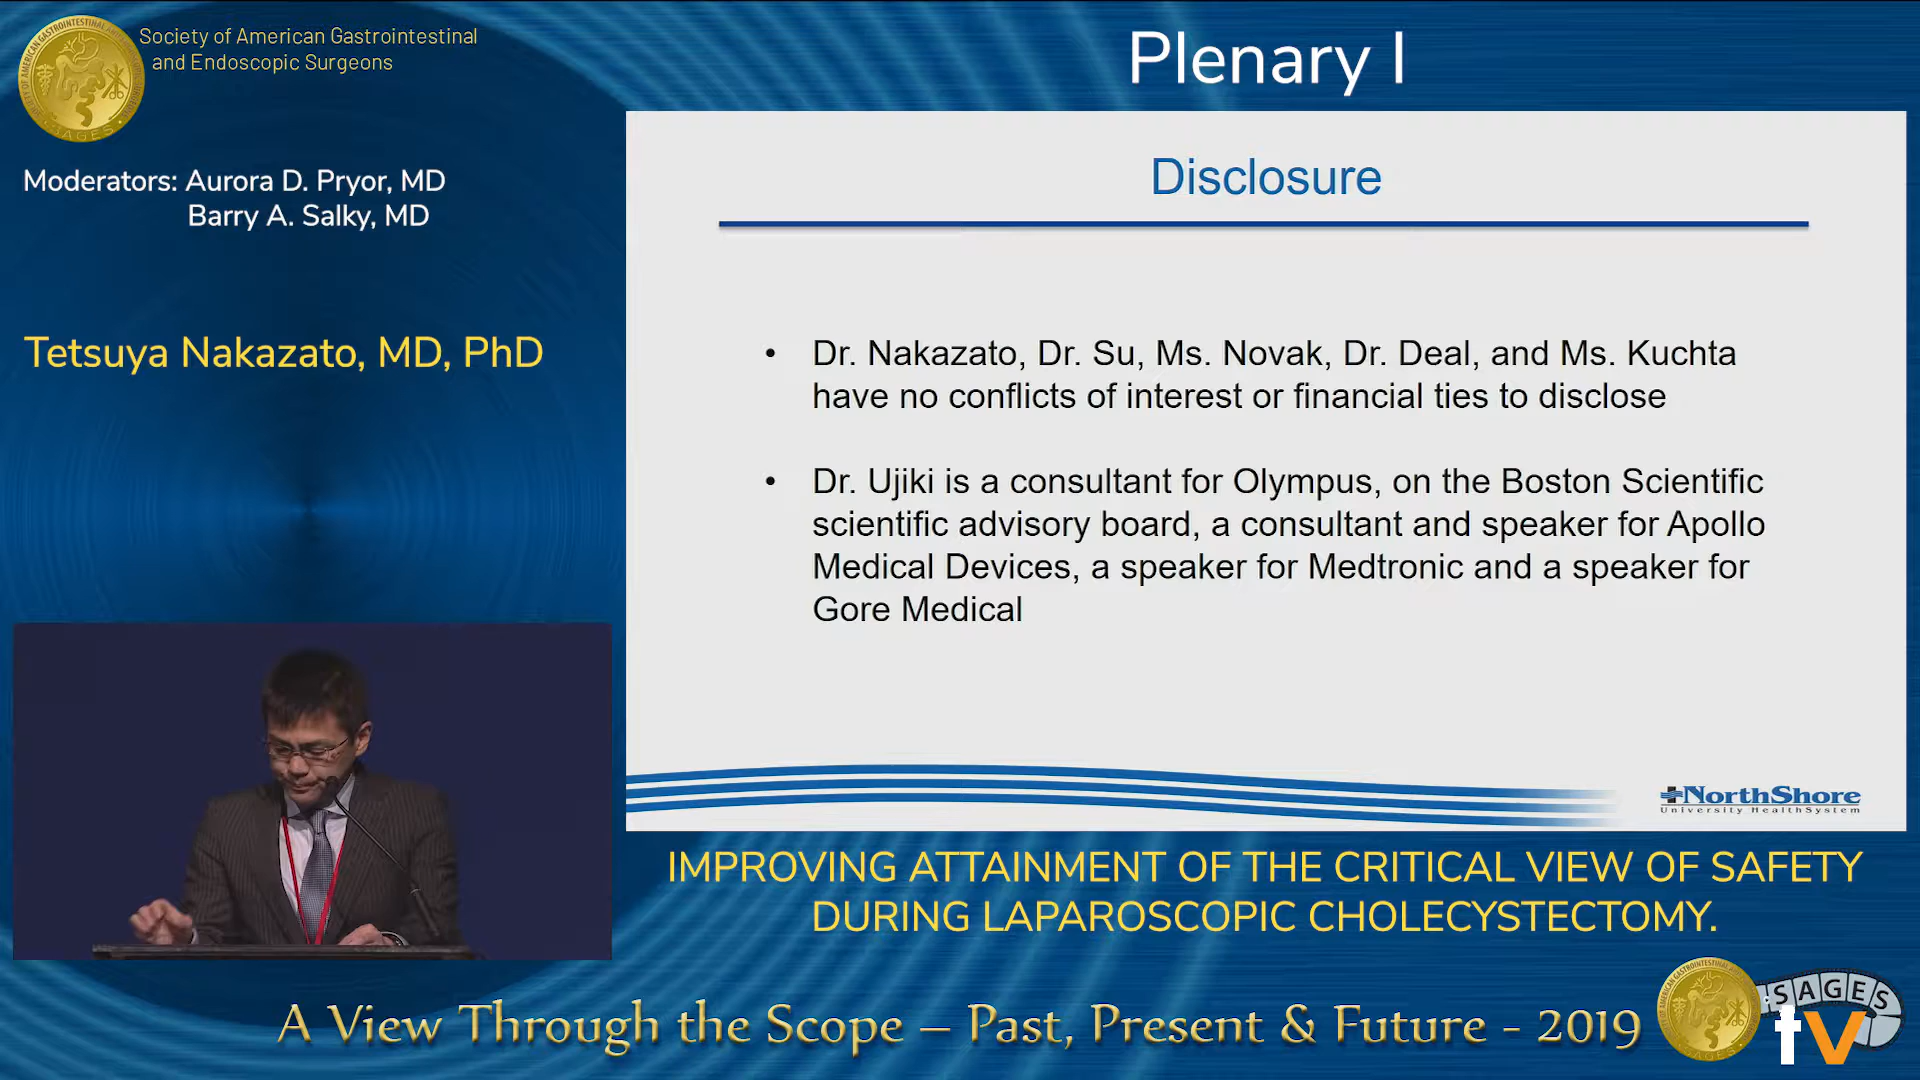 Society of American Gastrointestinal
and Endoscopic Surgeons
Plenary I
Moderators: Aurora D. Pryor, MD
Barry A. Salky, MD
Tetsuya Nakazato, MD, PhD
Disclosure
• Dr. Nakazato, Dr. Su, Ms. Novak, Dr. Deal, and Ms. Kuchta
have no conflicts of interest or financial ties to disclose
• Dr. Ujiki is a consultant for Olympus, on the Boston Scientific
scientific advisory board, a consultant and speaker for Apollo
Medical Devices, a speaker for Medtronic and a speaker for
Gore Medical
NorthShore
University HealthSystem
IMPROVING ATTAINMENT OF THE CRITICAL VIEW OF SAFETY
DURING LAPAROSCOPIC CHOLECYSTECTOMY.
A View Through the Scope – Past, Present & Future - 2019
SAGES
tv